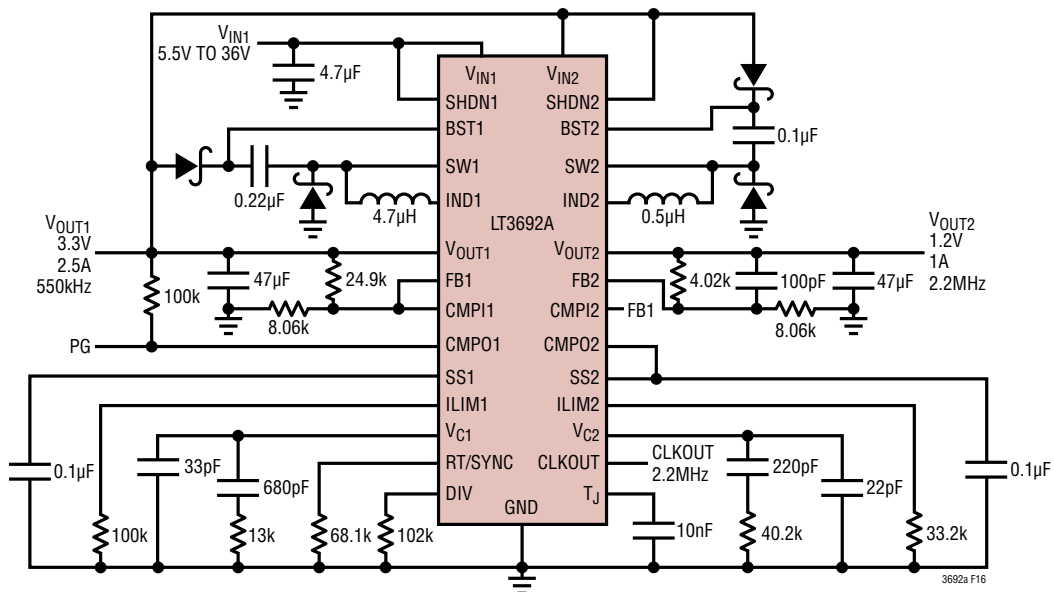 VIN1
5.5V TO 36V
4.7µF
VIN1
VIN2
SHDN1
SHDN2
BST1
BST2
0.1µF
SW1
SW2
0.22µF
IND1
IND2
4.7µH
0.5µH
LT3692A
VOUT1
3.3V
2.5A
550kHz
VOUT1
VOUT2
VOUT2
1.2V
1A
2.2MHz
47µF
24.9k
FB1
FB2
4.02k
100pF
47µF
100k
8.06k
CMPI1
CMPI2
FB1
8.06k
PG
CMPO1
CMPO2
SS1
SS2
ILIM1
ILIM2
VC1
VC2
0.1µF
33pF
680pF
RT/SYNC
CLKOUT
CLKOUT
2.2MHz
220pF
22pF
0.1µF
DIV
TJ
GND
100k
13k
68.1k
102k
10nF
40.2k
33.2k
3692a F16